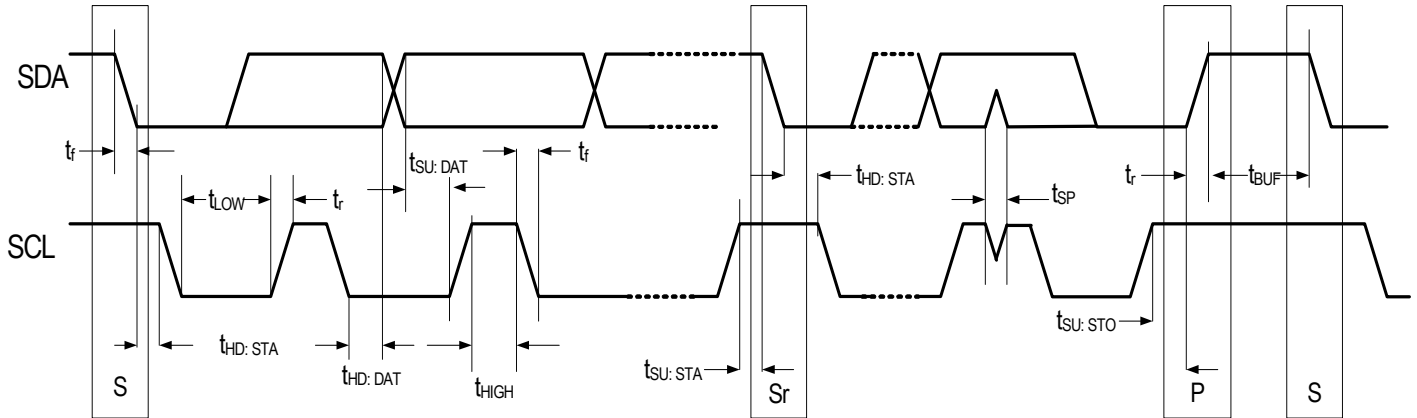 SDA
t_f
t_SU: DAT
t_f
t_HD: STA
t_r
t_BUF
t_LOW
t_r
t_SP
SCL
t_SU: STO
t_HD: STA
t_HD: DAT
t_HIGH
t_SU: STA
S
Sr
P
S